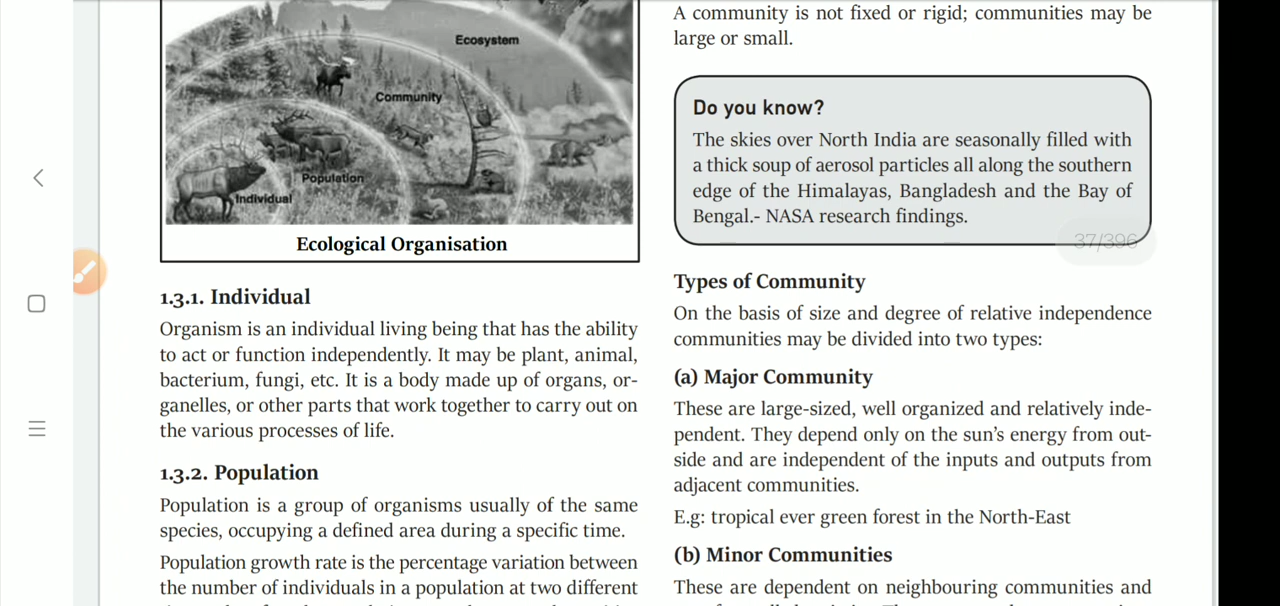 Ecosystem
Community
Population
Individual
Ecological Organisation
1.3.1. Individual
Organism is an individual living being that has the ability
to act or function independently. It may be plant, animal,
bacterium, fungi, etc. It is a body made up of organs, or-
ganelles, or other parts that work together to carry out on
the various processes of life.
1.3.2. Population
Population is a group of organisms usually of the same
species, occupying a defined area during a specific time.
Population growth rate is the percentage variation between
the number of individuals in a population at two different
A community is not fixed or rigid; communities may be
large or small.
Do you know?
The skies over North India are seasonally filled with
a thick soup of aerosol particles all along the southern
edge of the Himalayas, Bangladesh and the Bay of
Bengal.- NASA research findings.
37/396
Types of Community
On the basis of size and degree of relative independence
communities may be divided into two types:
(a) Major Community
These are large-sized, well organized and relatively inde-
pendent. They depend only on the sun's energy from out-
side and are independent of the inputs and outputs from
adjacent communities.
E.g: tropical ever green forest in the North-East
(b) Minor Communities
These are dependent on neighbouring communities and